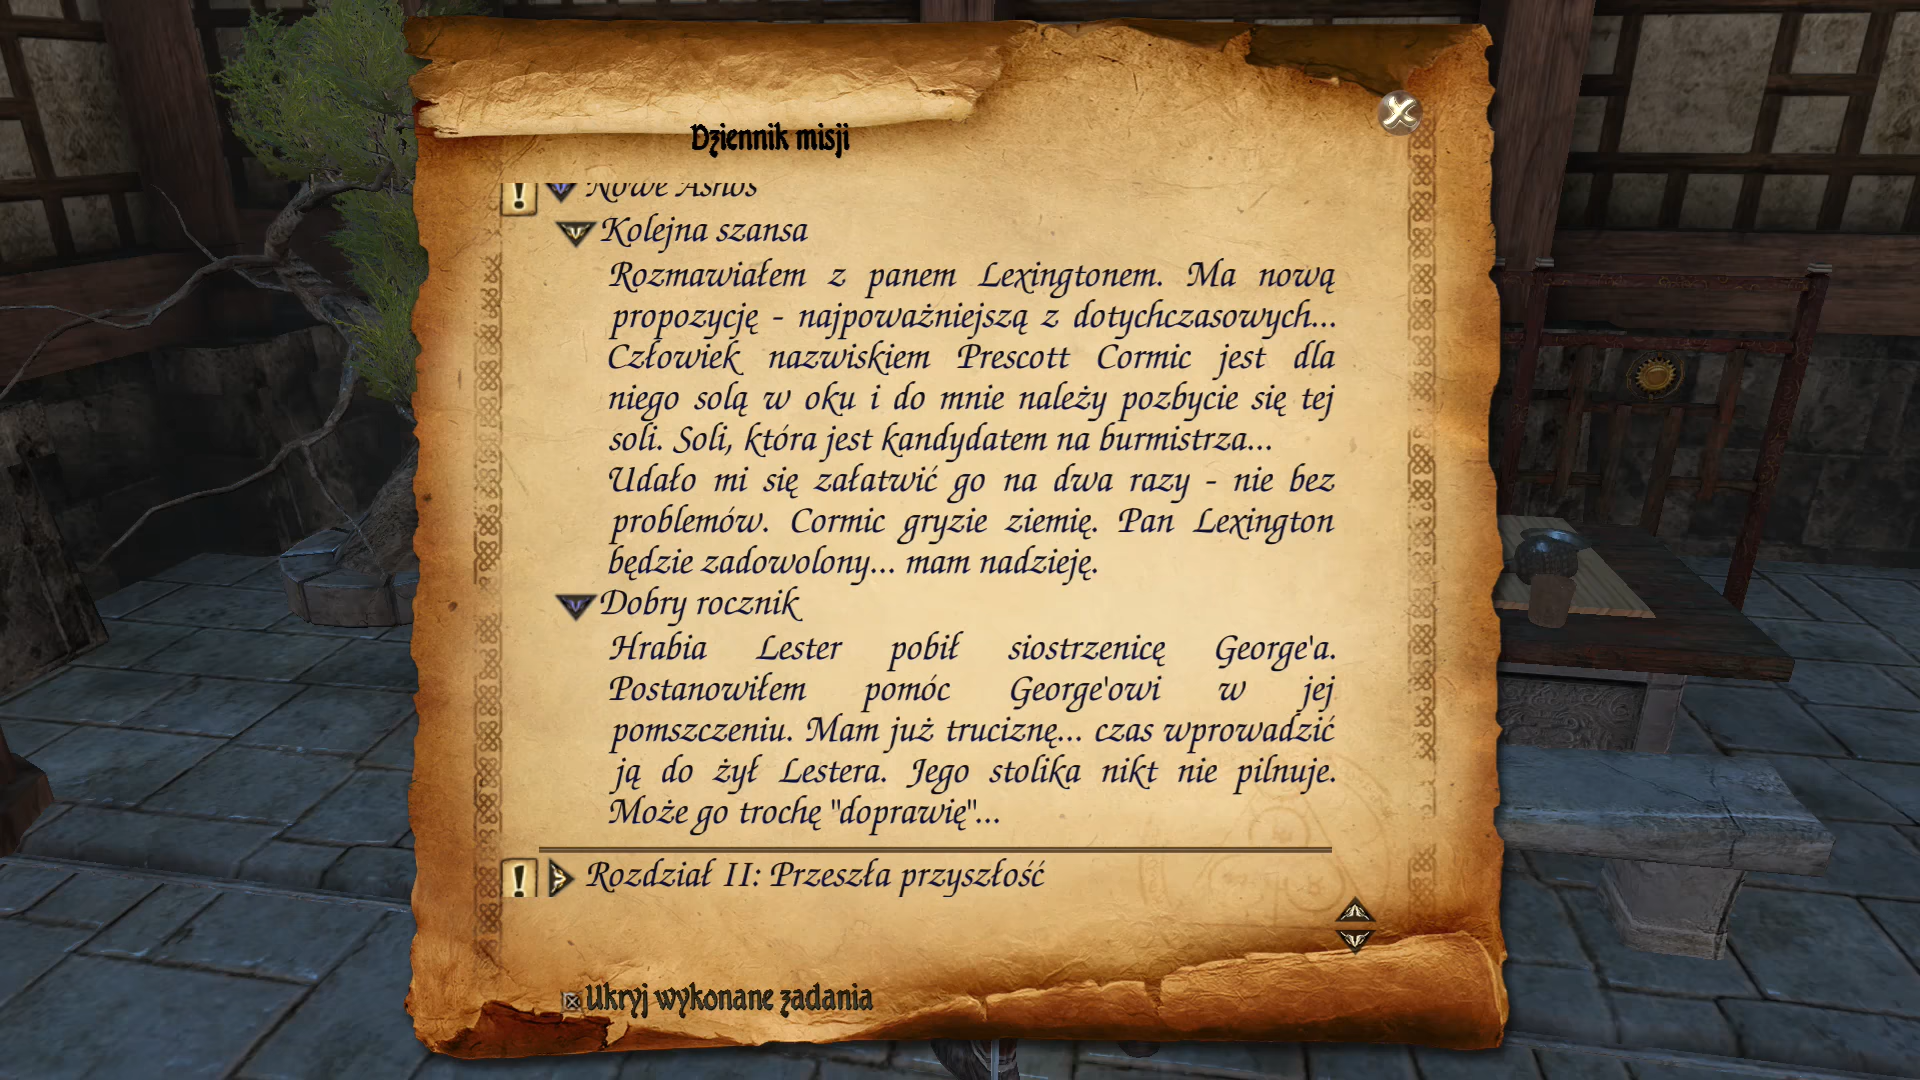 Dziennik misji
Nowe Ashos
Kolejna szansa
Rozmawiałem z panem Lexingtonem. Ma nową
propozycję - najpoważniejszą z dotychczasowych...
Człowiek nazwiskiem Prescott Cormic jest dla
niego solą w oku i do mnie należy pozbycie się tej
soli. Soli, która jest kandydatem na burmistrza...
Udało mi się załatwić go na dwa razy - nie bez
problemów. Cormic gryzie ziemię. Pan Lexington
będzie zadowolony... mam nadzieję.
Dobry rocznik
Hrabia Lester pobił siostrzenicę George'a.
Postanowiłem pomóc George'owi w jej
pomszczeniu. Mam już truciznę... czas wprowadzić
ją do żył Lestera. Jego stolika nikt nie pilnuje.
Może go trochę "doprawię"...
Rozdział II: Przeszła przyszłość
Ukryj wykonane zadania